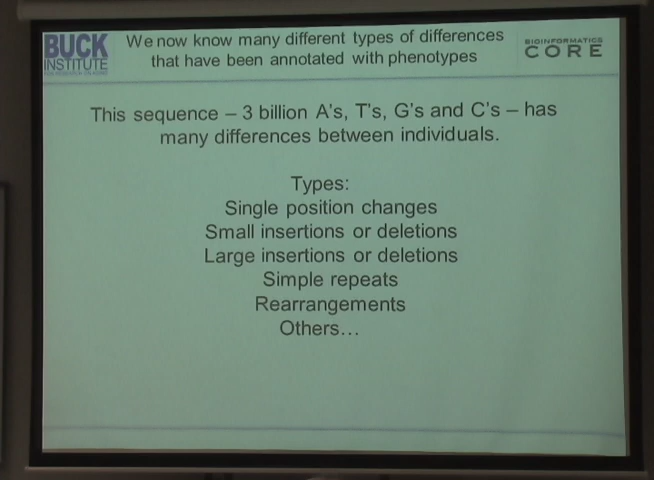 BUCK
INSTITUTE
We now know many different types of differences
that have been annotated with phenotypes
BIOINFORMATICS
CORE
This sequence – 3 billion A's, T's, G's and C's – has
many differences between individuals.
Types:
Single position changes
Small insertions or deletions
Large insertions or deletions
Simple repeats
Rearrangements
Others…